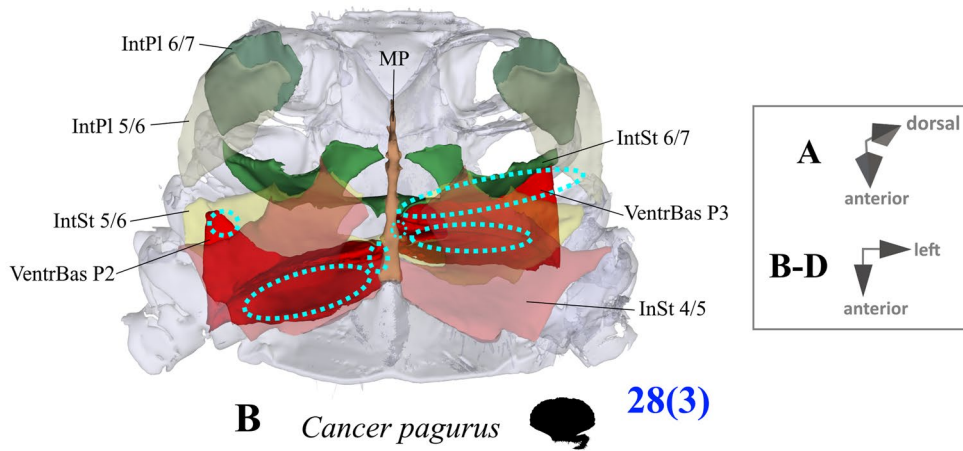 IntPl 6/7
MP
IntPl 5/6
IntSt 6/7
IntSt 5/6
VentrBas P3
VentrBas P2
InSt 4/5
B
Cancer pagurus
28(3)
A
dorsal
anterior
B-D
left
anterior